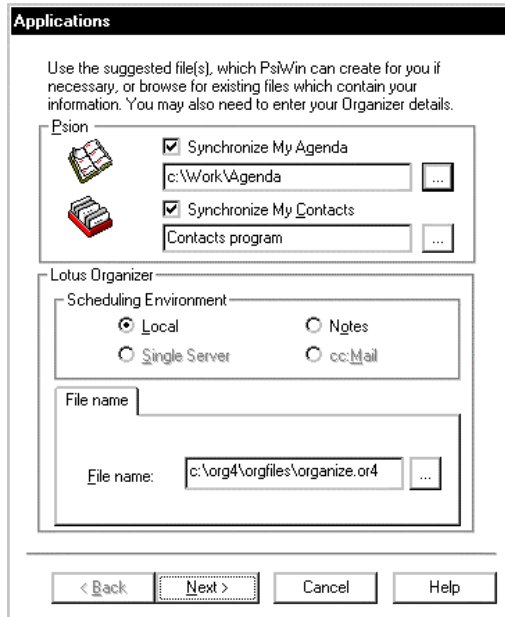 Applications
Use the suggested file(s), which PsiWin can create for you if
necessary, or browse for existing files which contain your
information. You may also need to enter your Organizer details.
Psion
Synchronize My Agenda
c:\Work\Agenda
...
Synchronize My Contacts
Contacts program
...
Lotus Organizer
Scheduling Environment
Local
Notes
Single Server
cc:Mail
File name
File name:
c:\org4\orgfiles\organize.or4
...
< Back
Next >
Cancel
Help